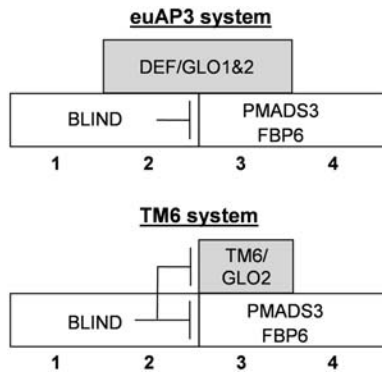 euAP3 system
DEF/GLO1&2
BLIND
PMADS3
FBP6
1 2 3 4
TM6 system
TM6/
GLO2
BLIND
PMADS3
FBP6
1 2 3 4